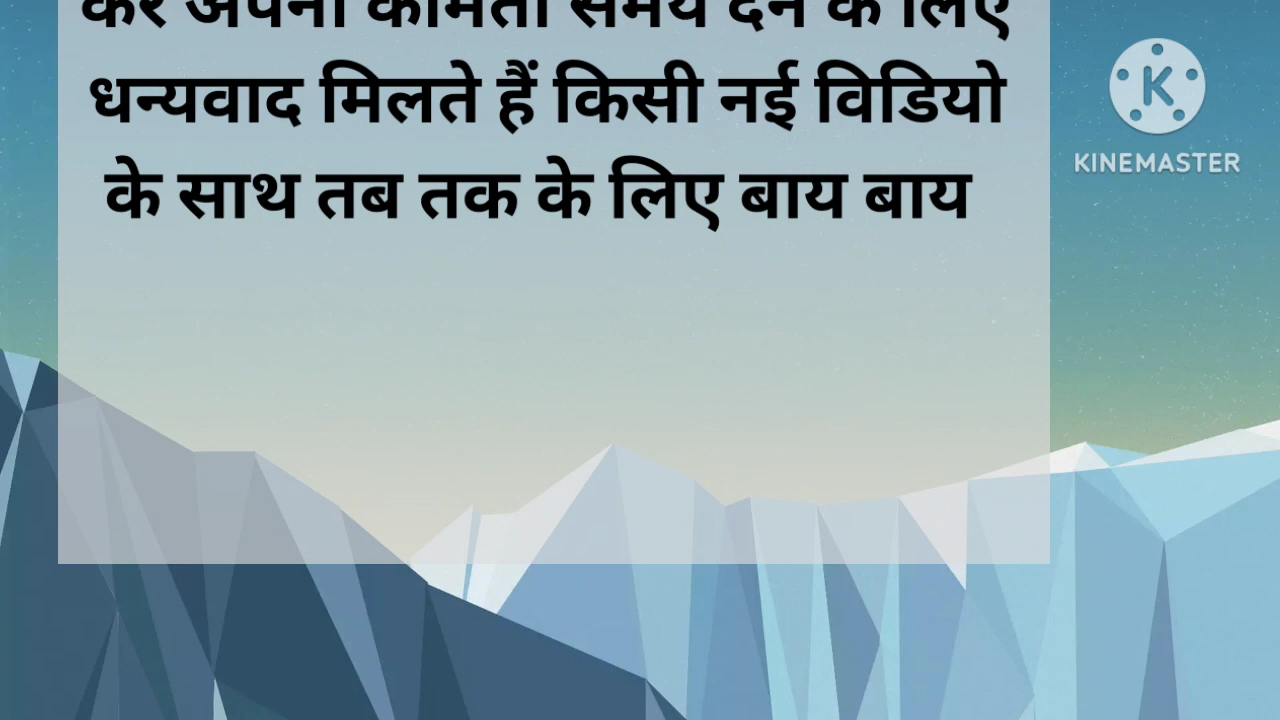 कर अपना कीमती समय देने के लिए
धन्यवाद मिलते हैं किसी नई विडियो
के साथ तब तक के लिए बाय बाय
K
KINEMASTER